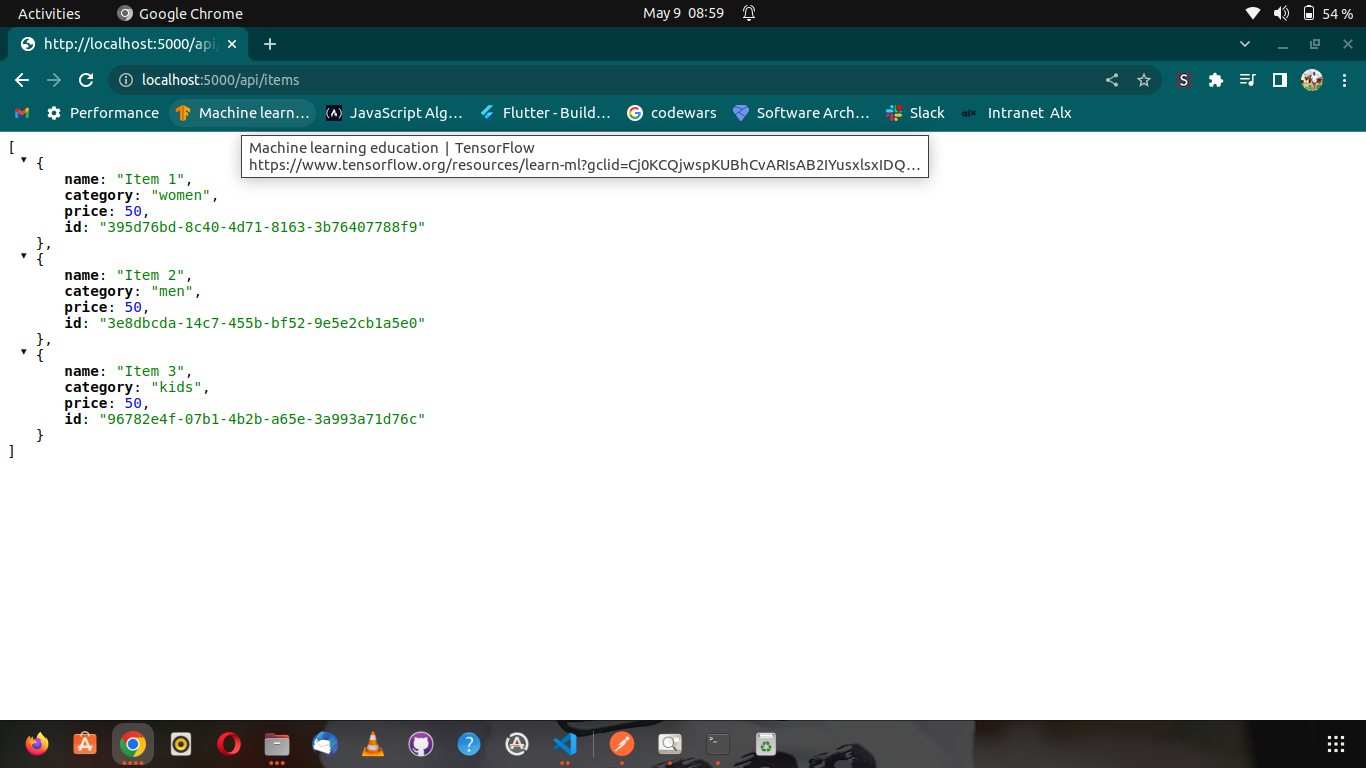 Activities Google Chrome May 9 08:59 54 %
http://localhost:5000/api
localhost:5000/api/items
Performance Machine learn… JavaScript Alg… Flutter - Build… codewars Software Arch… Slack alx Intranet Alx
Machine learning education | TensorFlow
https://www.tensorflow.org/resources/learn-ml?gclid=Cj0KCQjwspKUBhCvARIsAB2IYusxlsxIDQ…
[
{
name: "Item 1",
category: "women",
price: 50,
id: "395d76bd-8c40-4d71-8163-3b76407788f9"
},
{
name: "Item 2",
category: "men",
price: 50,
id: "3e8dbcda-14c7-455b-bf52-9e5e2cb1a5e0"
},
{
name: "Item 3",
category: "kids",
price: 50,
id: "96782e4f-07b1-4b2b-a65e-3a993a71d76c"
}
]